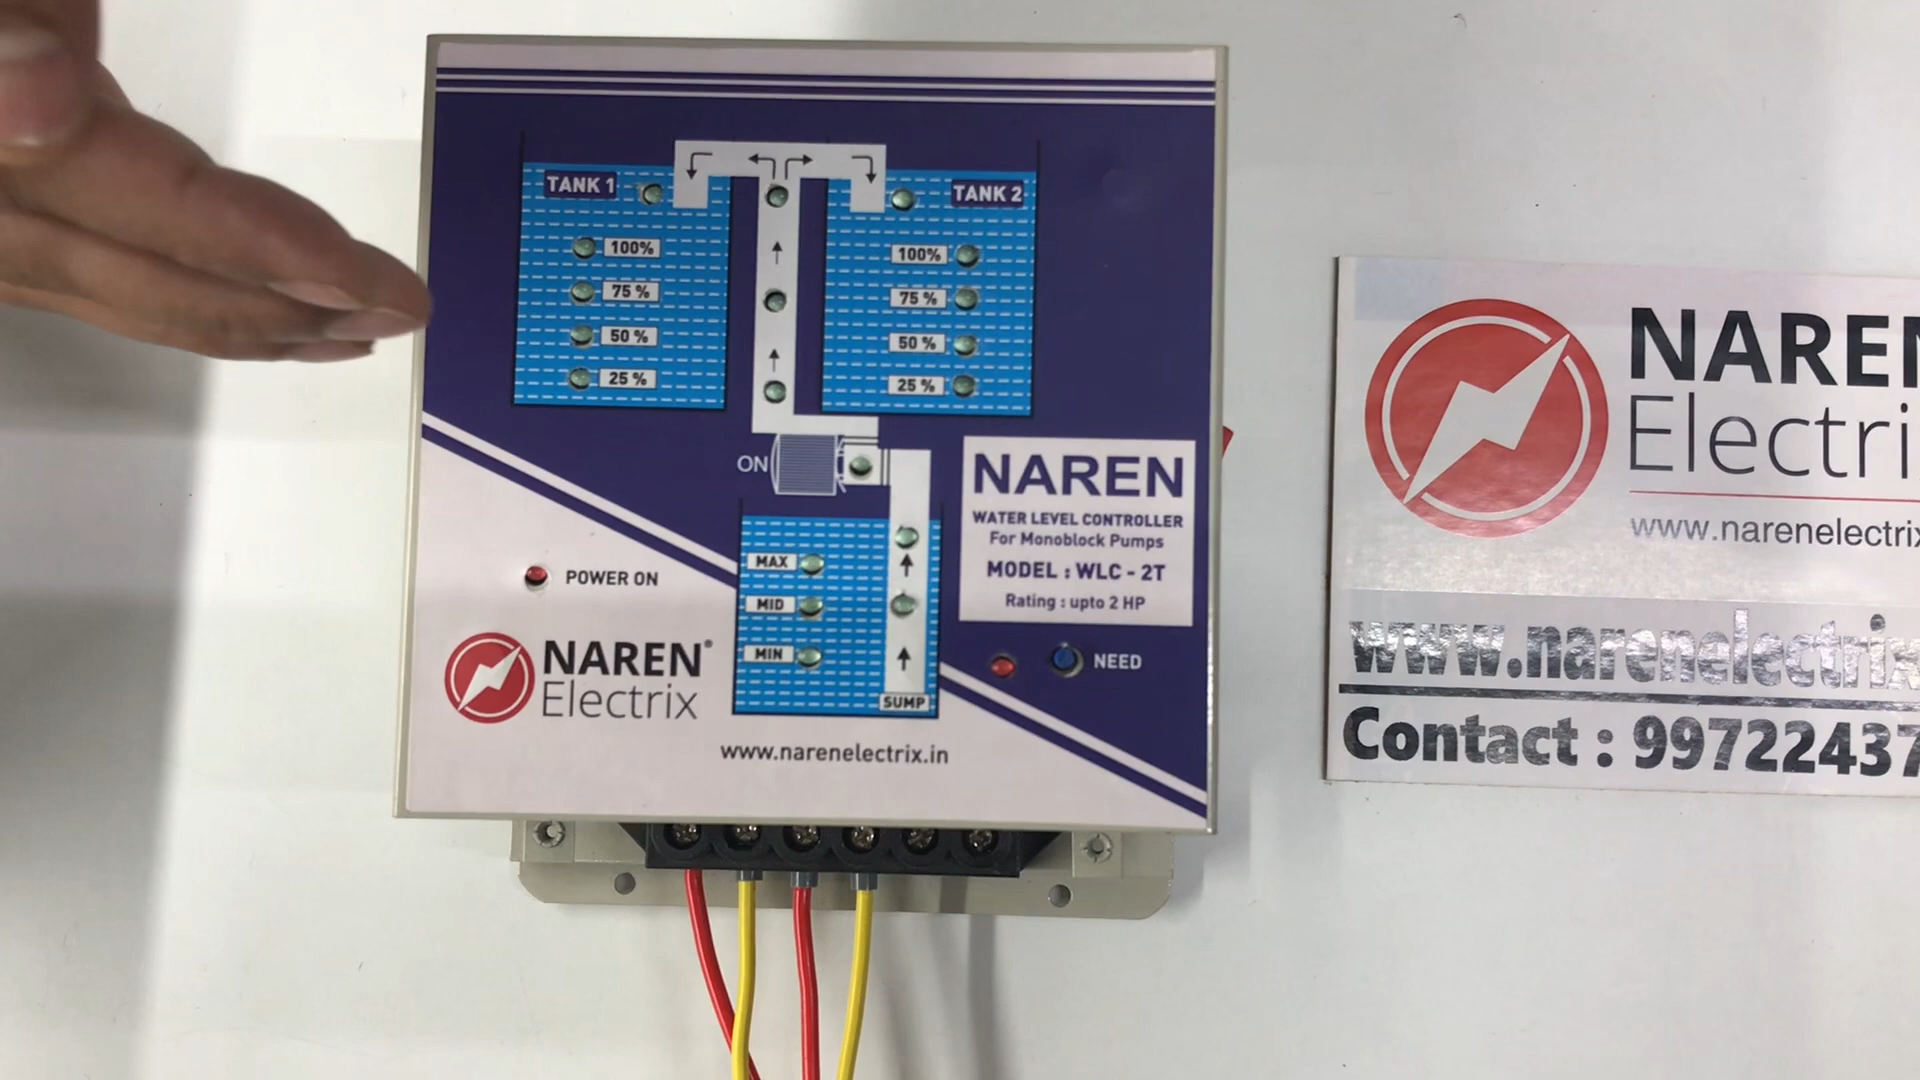 TANK 1
100%
75 %
50 %
25 %
TANK 2
100%
75 %
50 %
25 %
ON
NAREN
WATER LEVEL CONTROLLER
For Monoblock Pumps
MODEL : WLC - 2T
Rating : upto 2 HP
MAX
MID
MIN
SUMP
POWER ON
NEED
NAREN®
Electrix
www.narenelectrix.in
NAREN
Electri
www.narenelectrix
www.narenelectrix
Contact : 99722437